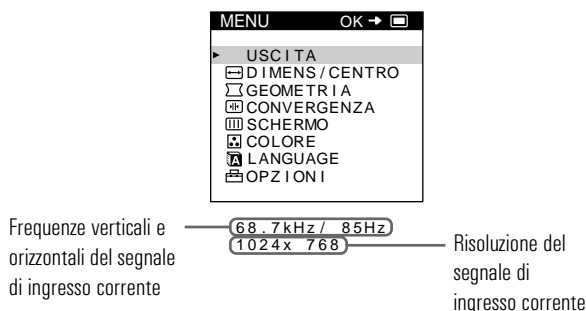 MENU OK ➜
USCITA
DIMENS/CENTRO
GEOMETRIA
CONVERGENZA
SCHERMO
COLORE
LANGUAGE
OPZIONI
68.7kHz/ 85Hz
1024x 768
Frequenze verticali e
orizzontali del segnale
di ingresso corrente
Risoluzione del
segnale di
ingresso corrente